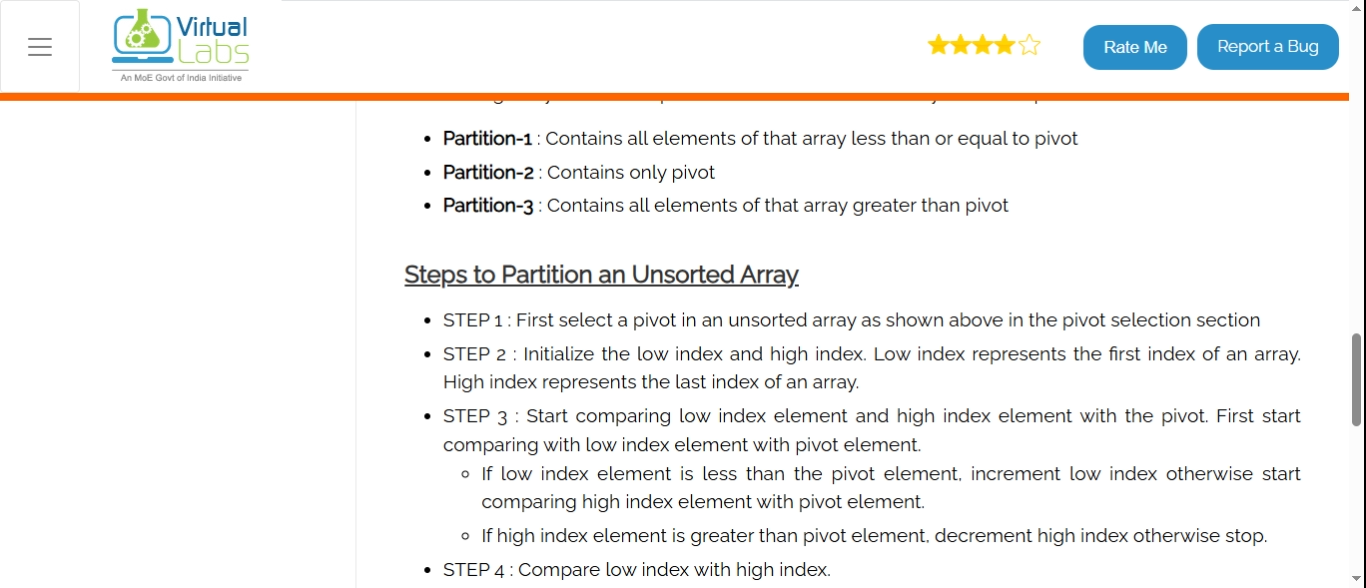 Virtual
Labs
An MoE Govt of India Initiative
Rate Me
Report a Bug
Partition-1 : Contains all elements of that array less than or equal to pivot
Partition-2 : Contains only pivot
Partition-3 : Contains all elements of that array greater than pivot
Steps to Partition an Unsorted Array
STEP 1 : First select a pivot in an unsorted array as shown above in the pivot selection section
STEP 2 : Initialize the low index and high index. Low index represents the first index of an array.
High index represents the last index of an array.
STEP 3 : Start comparing low index element and high index element with the pivot. First start
comparing with low index element with pivot element.
If low index element is less than the pivot element, increment low index otherwise start
comparing high index element with pivot element.
If high index element is greater than pivot element, decrement high index otherwise stop.
STEP 4 : Compare low index with high index.